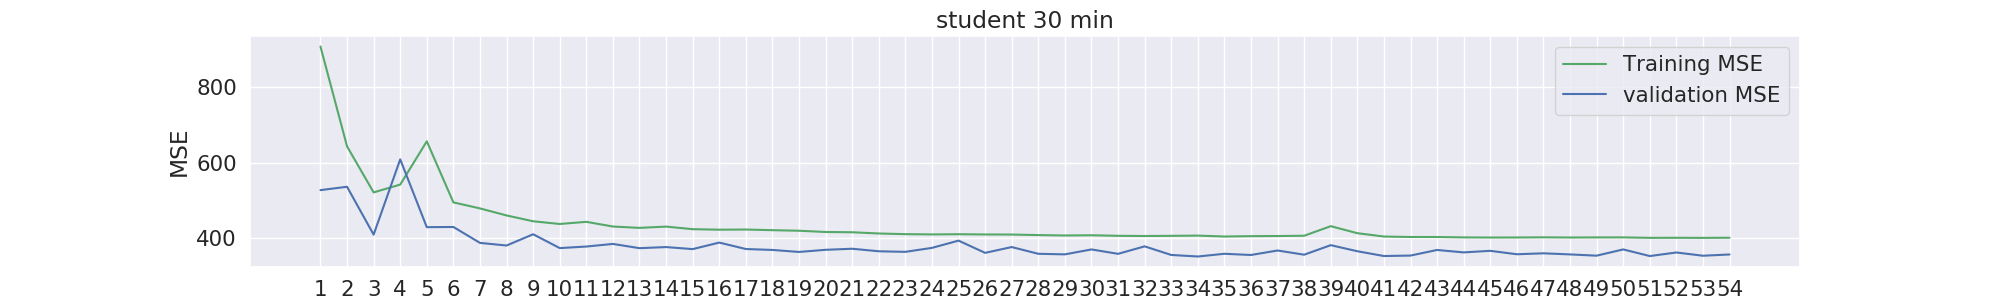 student 30 min
800
600
400
MSE
Training MSE
validation MSE
1 2 3 4 5 6 7 8 9 10 11 12 13 14 15 16 17 18 19 20 21 22 23 24 25 26 27 28 29 30 31 32 33 34 35 36 37 38 39 40 41 42 43 44 45 46 47 48 49 50 51 52 53 54